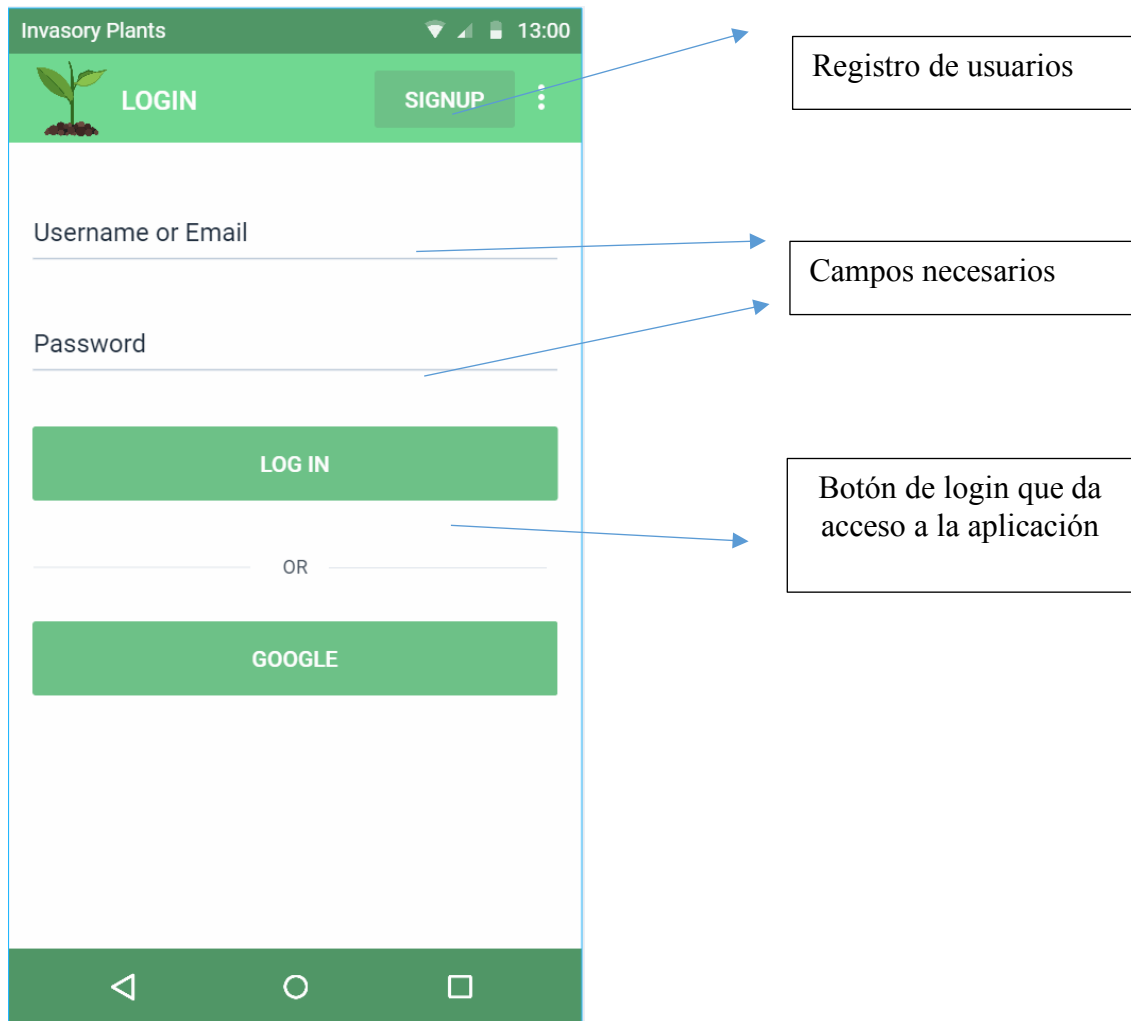 Invasory Plants 13:00
LOGIN SIGNUP
Registro de usuarios
Username or Email
Campos necesarios
Password
LOG IN
Botón de login que da
acceso a la aplicación
OR
GOOGLE